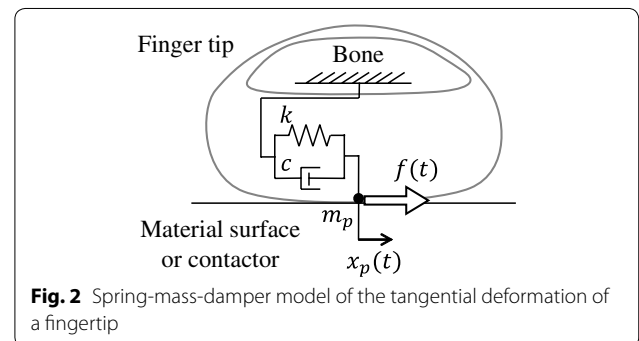 Finger tip
Bone
k
c
f(t)
m_p
Material surface
or contactor
x_p(t)
Fig. 2 Spring-mass-damper model of the tangential deformation of
a fingertip